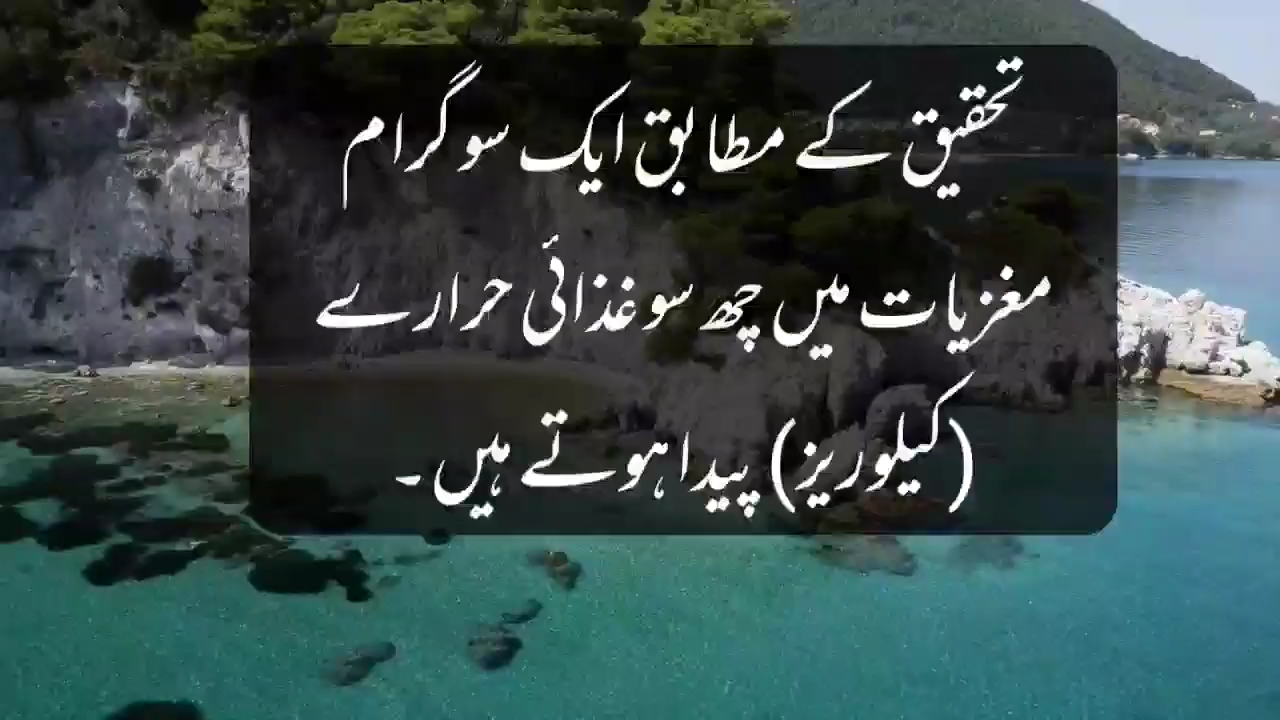 تحقیق کے مطابق ایک سو گرام
مغزیات میں چھ سو غذائی حرارے
(کیلوریز) پیدا ہوتے ہیں۔